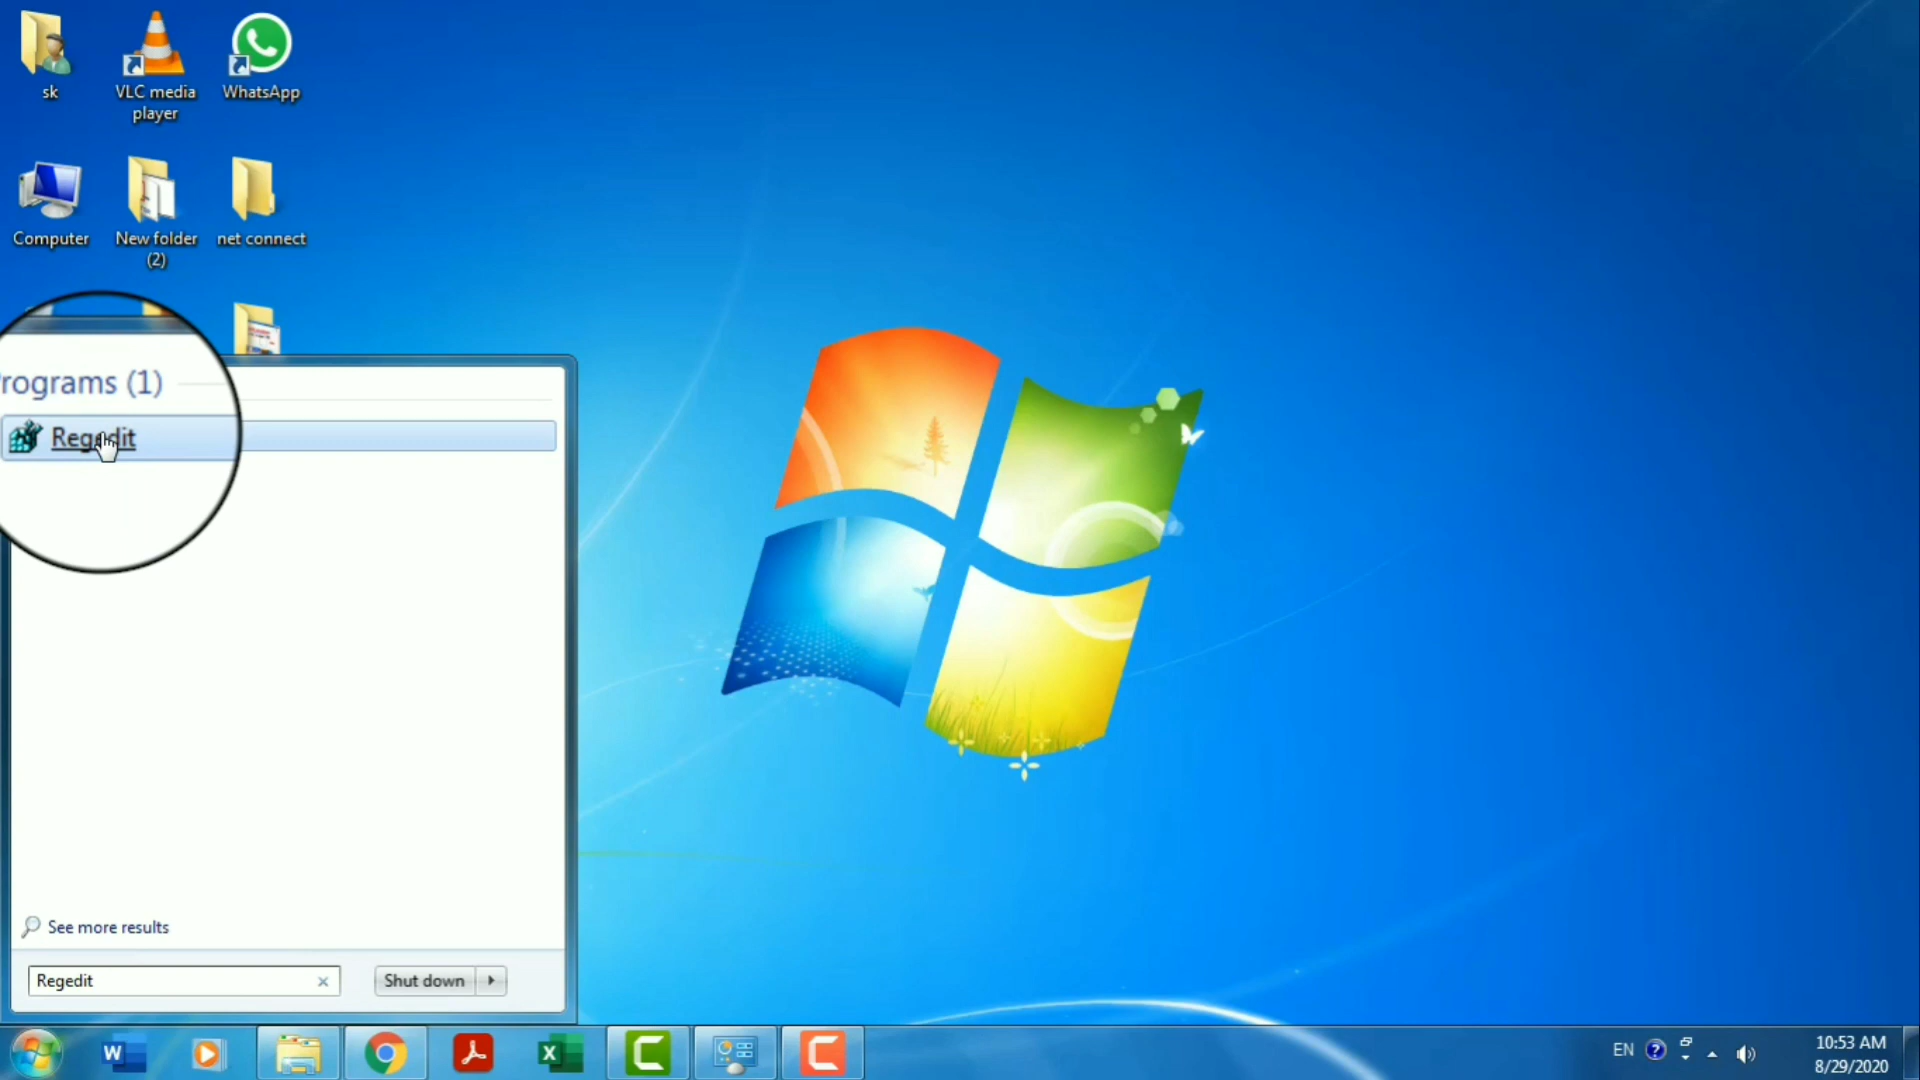 sk
VLC media
player
WhatsApp
Computer
New folder
(2)
net connect
rograms (1)
Regedit
See more results
Regedit
Shut down
W
X
EN
10:53 AM
8/29/2020